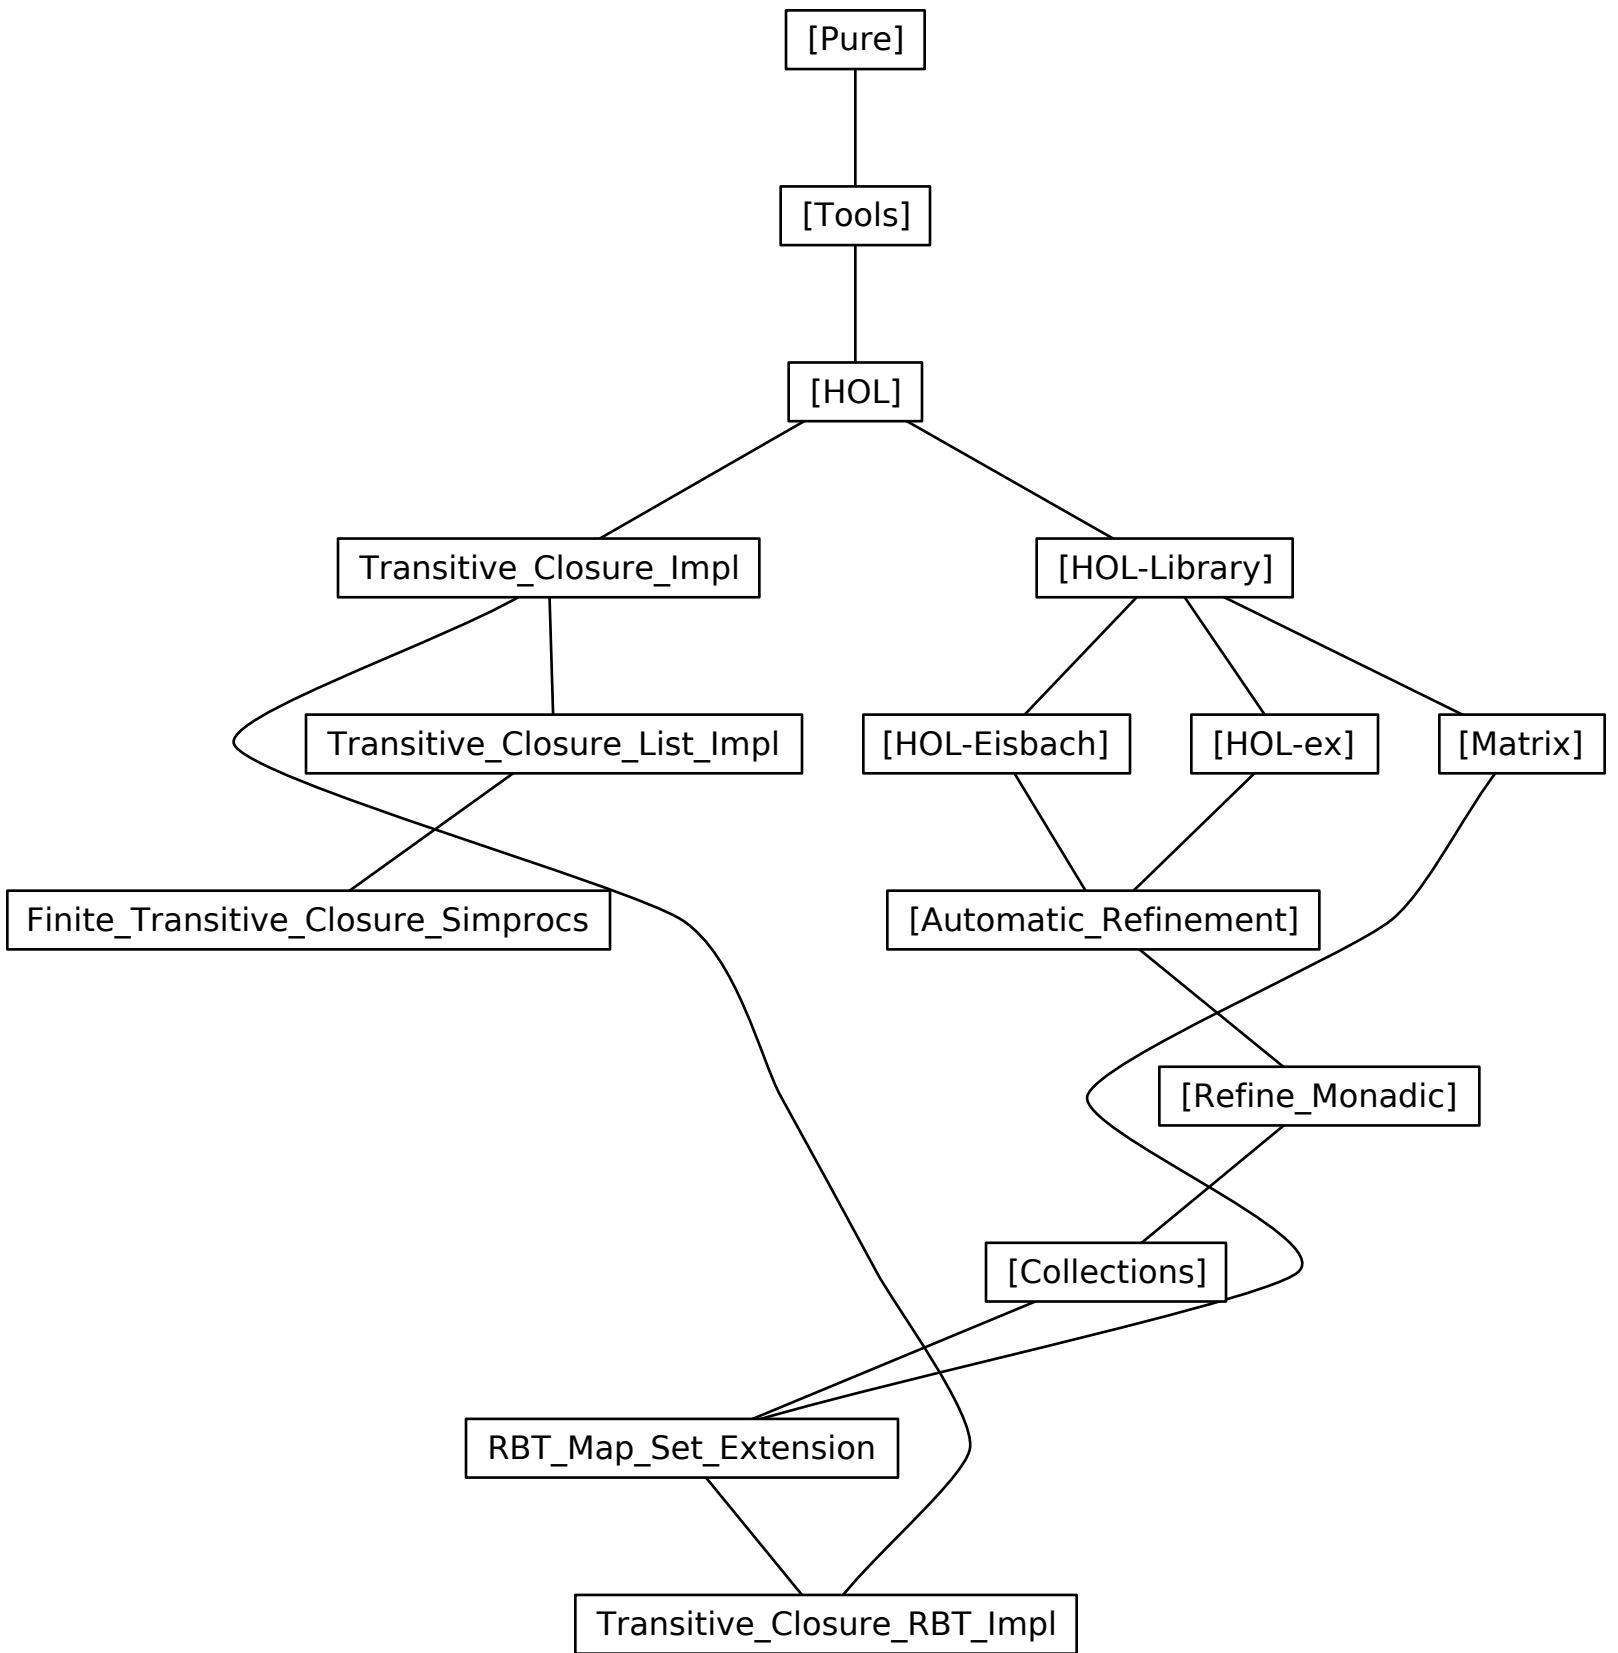 [Pure]
[Tools]
[HOL]
Transitive_Closure_Impl
[HOL-Library]
Transitive_Closure_List_Impl
[HOL-Eisbach]
[HOL-ex]
[Matrix]
Finite_Transitive_Closure_Simprocs
[Automatic_Refinement]
[Refine_Monadic]
[Collections]
RBT_Map_Set_Extension
Transitive_Closure_RBT_Impl